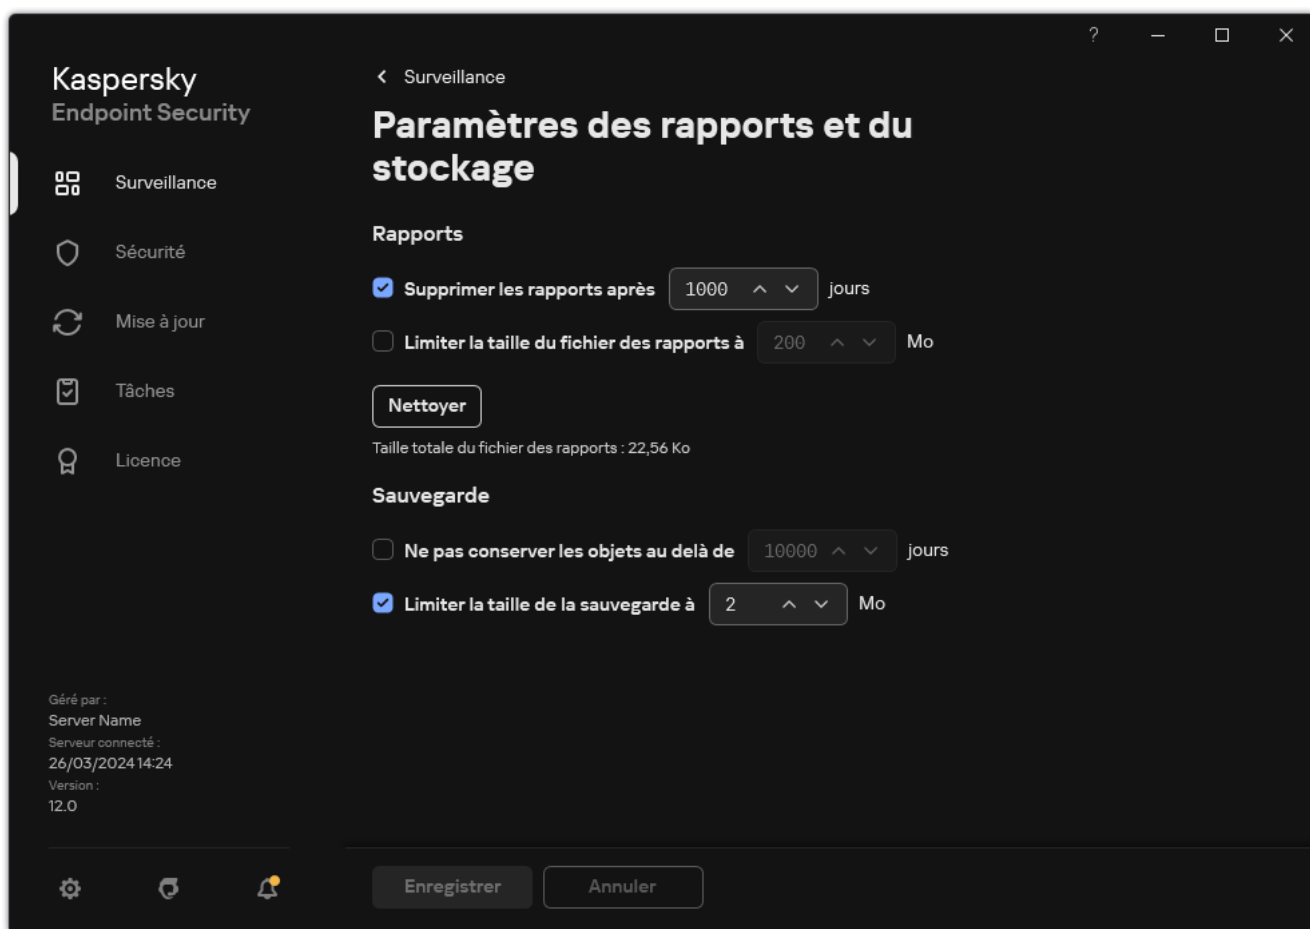 ?
Kaspersky
Endpoint Security
Surveillance
Sécurité
Mise à jour
Tâches
Licence
Géré par :
Server Name
Serveur connecté :
26/03/2024 14:24
Version :
12.0
Surveillance
Paramètres des rapports et du
stockage
Rapports
Supprimer les rapports après 1000 jours
Limiter la taille du fichier des rapports à 200 Mo
Nettoyer
Taille totale du fichier des rapports : 22,56 Ko
Sauvegarde
Ne pas conserver les objets au delà de 10000 jours
Limiter la taille de la sauvegarde à 2 Mo
Enregistrer Annuler